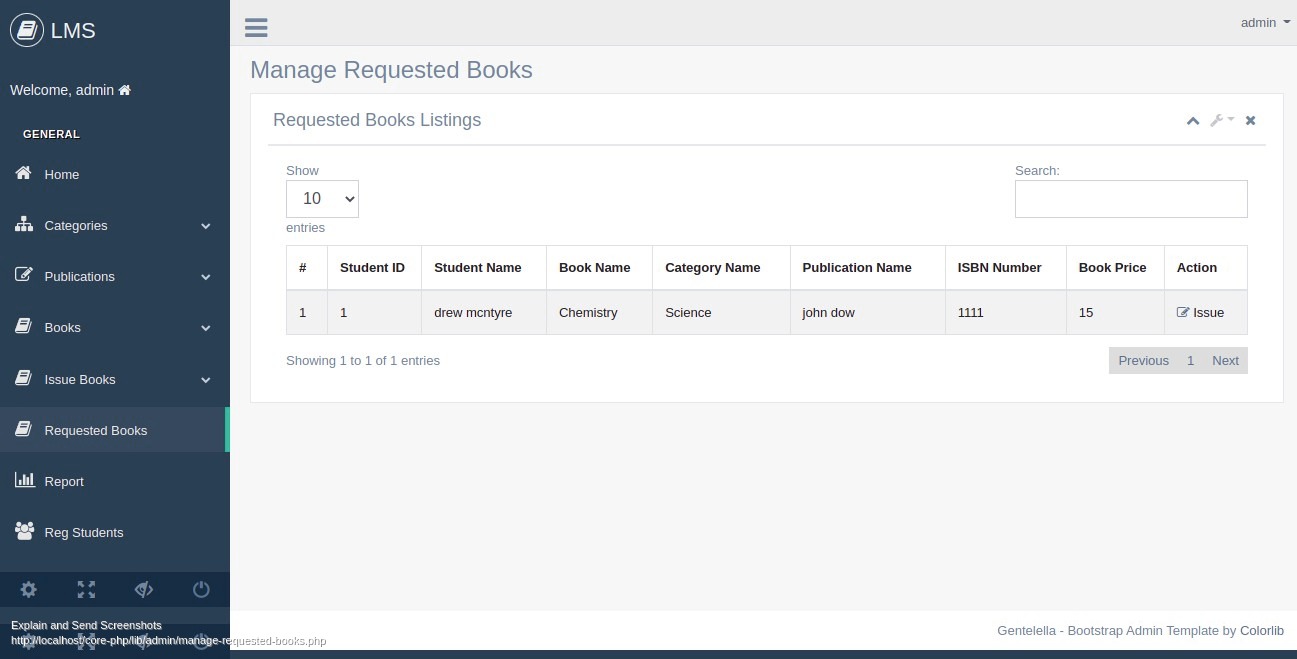 LMS
admin
Welcome, admin
GENERAL
Home
Categories
Publications
Books
Issue Books
Requested Books
Report
Reg Students
Manage Requested Books
Requested Books Listings
Show
10
entries
Search:
# Student ID Student Name Book Name Category Name Publication Name ISBN Number Book Price Action
1 1 drew mcntyre Chemistry Science john dow 1111 15 Issue
Showing 1 to 1 of 1 entries
Previous 1 Next
Explain and Send Screenshots
http://localhost/core-php/lib/admin/manage-requested-books.php
Gentelella - Bootstrap Admin Template by Colorlib